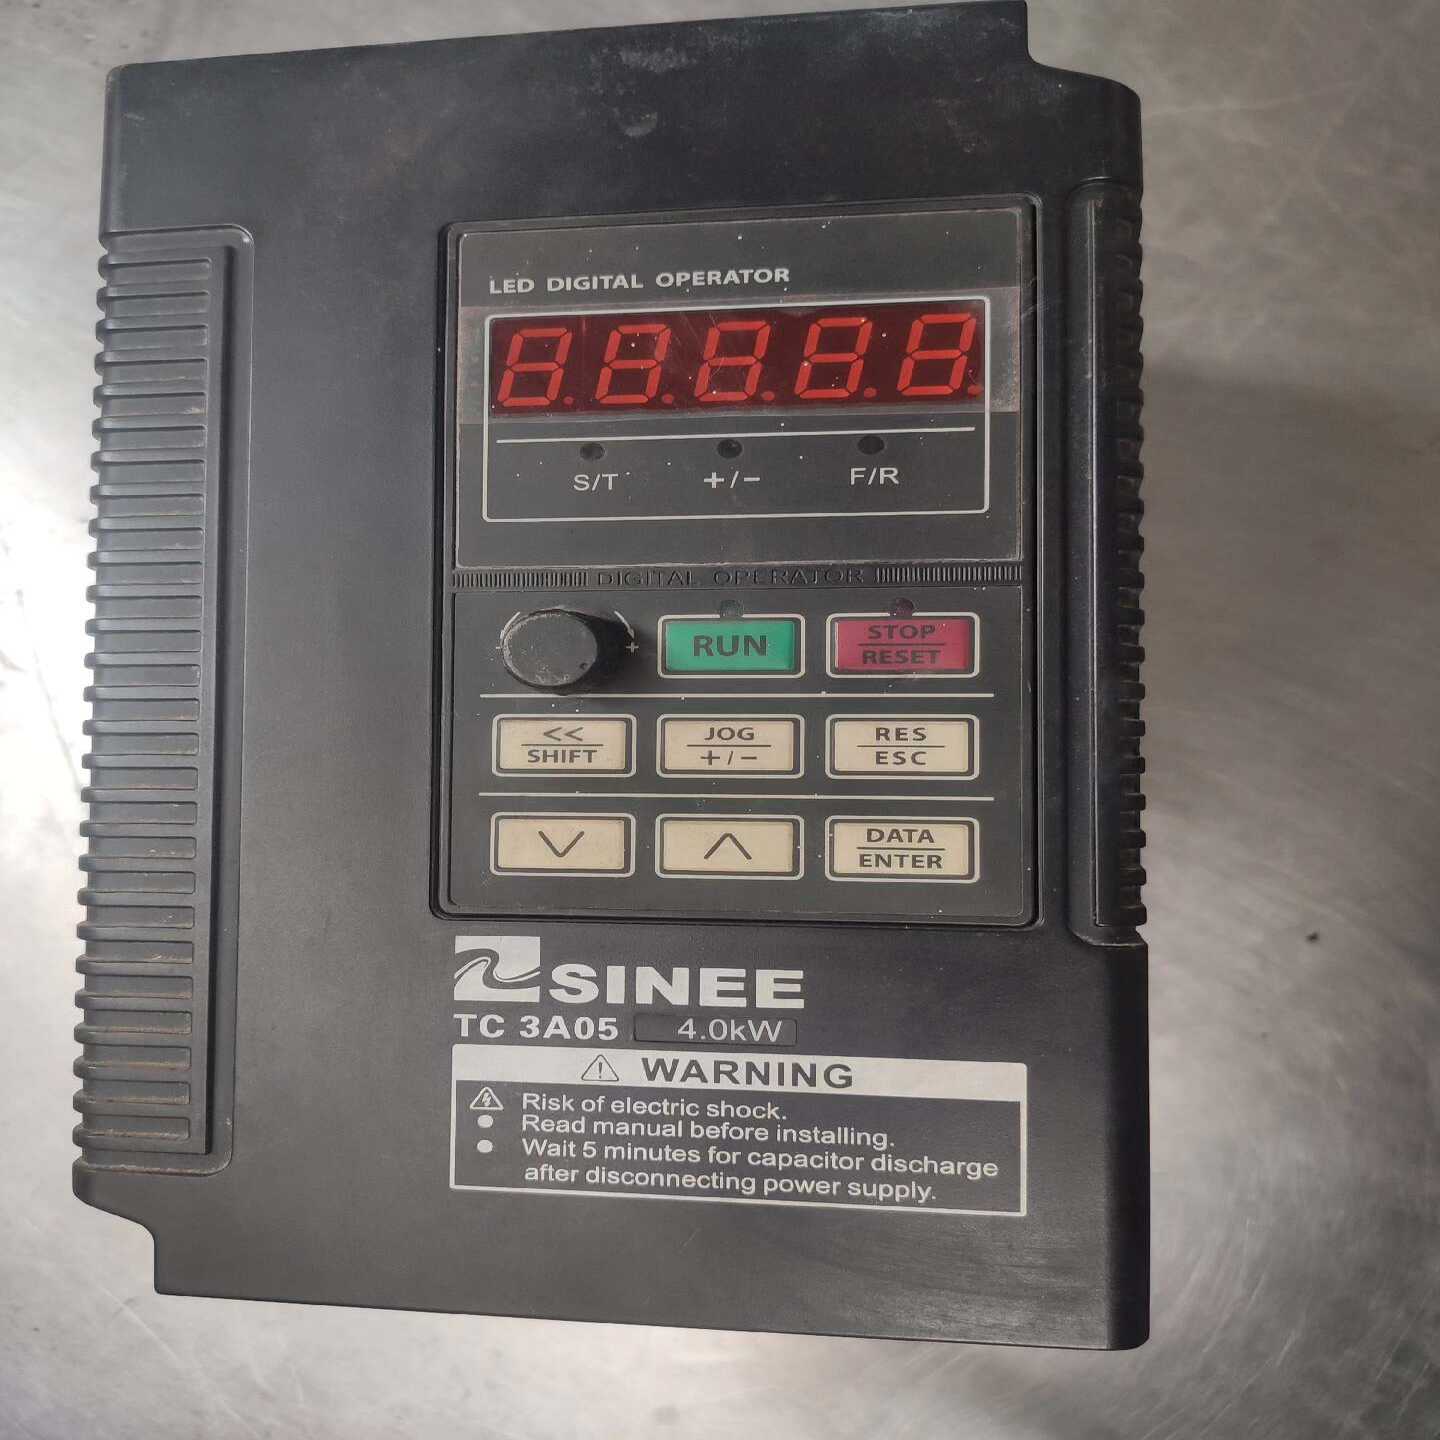 LED DIGITAL OPERATOR
8.8.8.8.8.
S/T +/− F/R
DIGITAL OPERATOR
- +
RUN
STOP
RESET
<<
SHIFT
JOG
+/−
RES
ESC
DATA
ENTER
SINEE
TC 3A05 4.0kW
WARNING
Risk of electric shock.
Read manual before installing.
Wait 5 minutes for capacitor discharge
after disconnecting power supply.